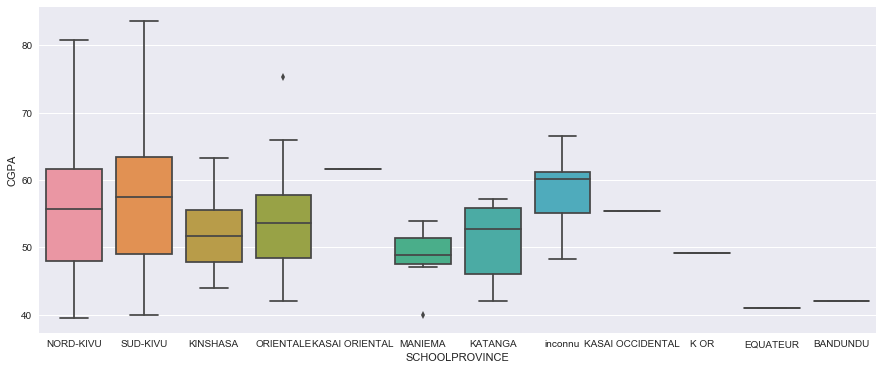 80
70
60
50
40
CGPA
NORD-KIVU SUD-KIVU KINSHASA ORIENTALE KASAI ORIENTAL MANIEMA KATANGA inconnu KASAI OCCIDENTAL K OR EQUATEUR BANDUNDU
SCHOOLPROVINCE